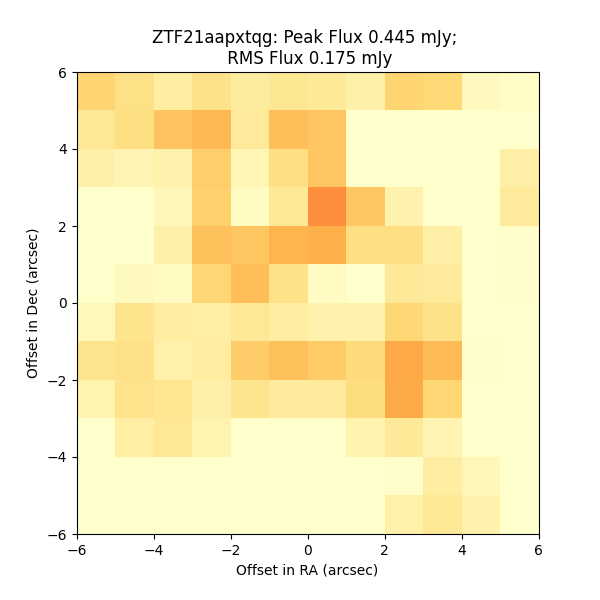 ZTF21aapxtqg: Peak Flux 0.445 mJy;
RMS Flux 0.175 mJy
6
4
2
0
−2
−4
−6
Offset in Dec (arcsec)
−6 −4 −2 0 2 4 6
Offset in RA (arcsec)